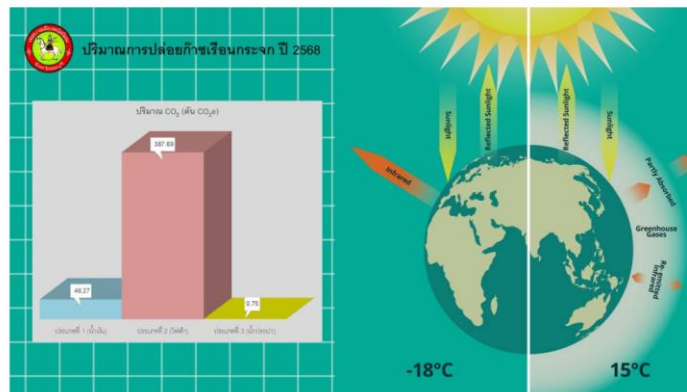 ปริมาณการปล่อยก๊าซเรือนกระจก ปี 2568
ปริมาณ CO₂ (ตัน CO₂e)
387.69
48.27
0.75
ประเภทที่ 1 (น้ำมัน)
ประเภทที่ 2 (ไฟฟ้า)
ประเภทที่ 3 (น้ำประปา)
Sunlight
Reflected Sunlight
Reflected Sunlight
Sunlight
Infrared
Partly Absorbed
Greenhouse
Gases
Re-emitted
Infrared
-18°C
15°C